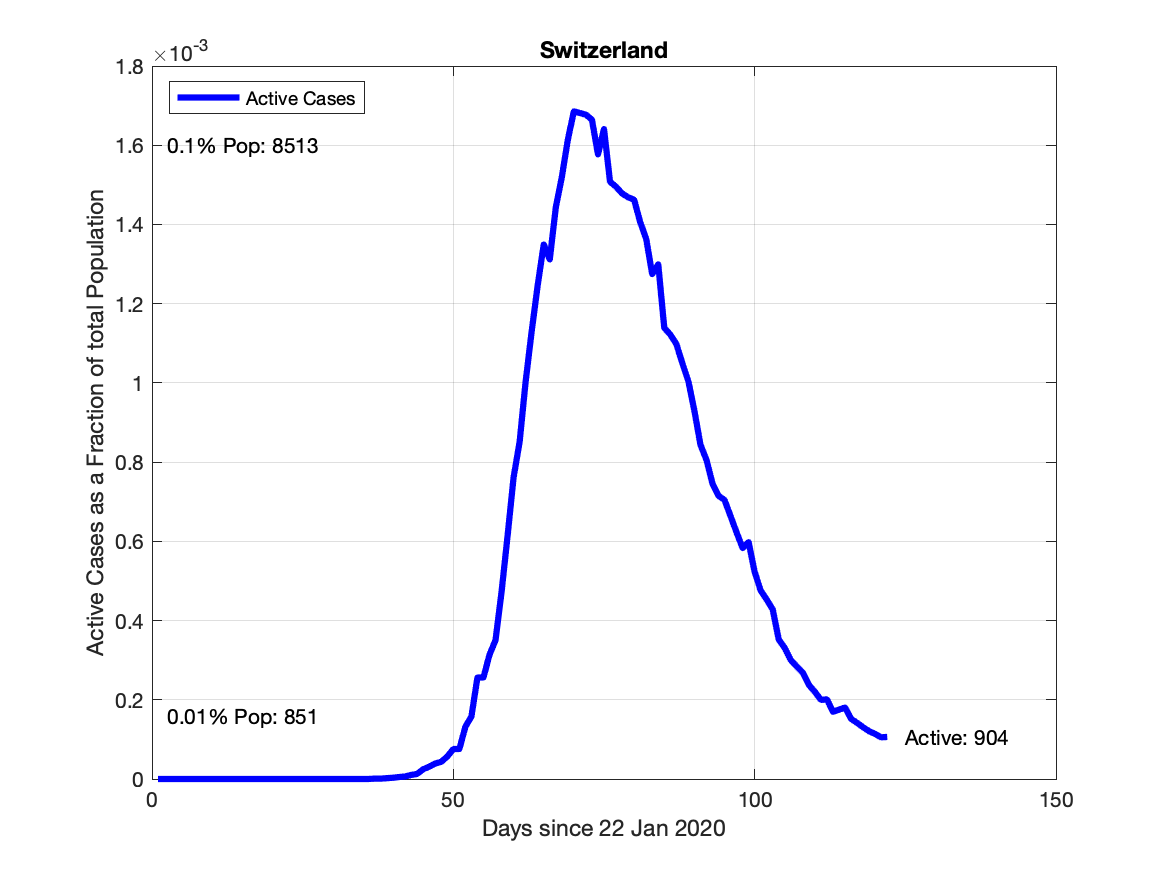 Switzerland
×10-3
1.8
1.6
1.4
1.2
1
0.8
0.6
0.4
0.2
0
Active Cases
0.1% Pop: 8513
0.01% Pop: 851
Active: 904
0
50
100
150
Days since 22 Jan 2020
Active Cases as a Fraction of total Population